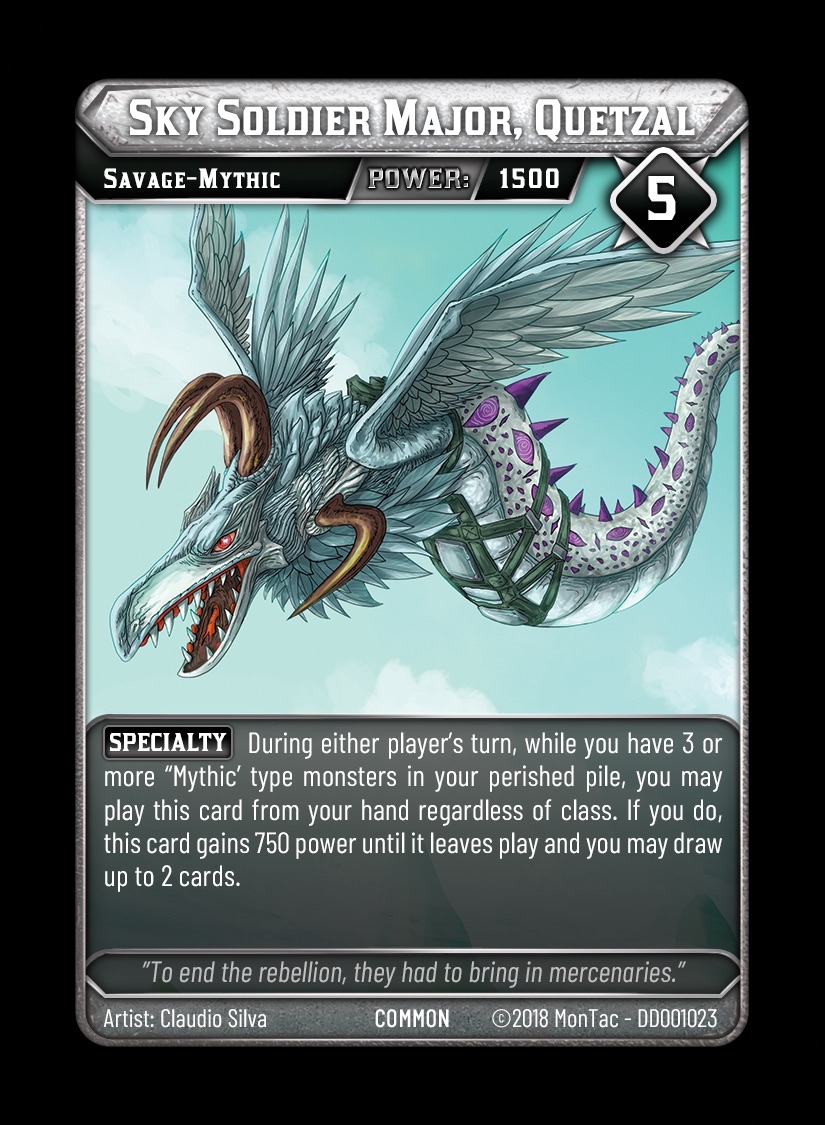 Sky Soldier Major, Quetzal
Savage-Mythic POWER: 1500 5
SPECIALTY During either player's turn, while you have 3 or
more "Mythic' type monsters in your perished pile, you may
play this card from your hand regardless of class. If you do,
this card gains 750 power until it leaves play and you may draw
up to 2 cards.
"To end the rebellion, they had to bring in mercenaries."
Artist: Claudio Silva COMMON ©2018 MonTac - DD001023